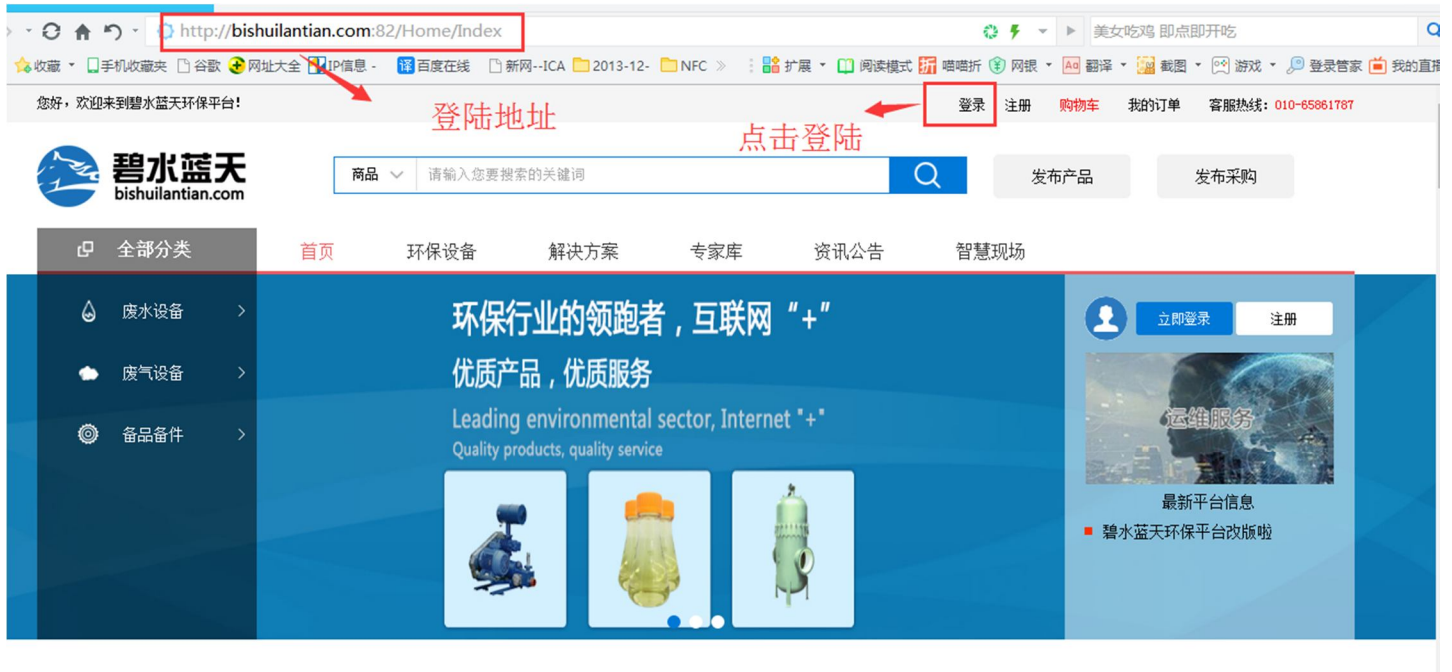 http://bishuilantian.com:82/Home/Index
美女吃鸡 即点即开吃
收藏 手机收藏夹 谷歌 网址大全 IP信息 - 译 百度在线 新网--ICA 2013-12- NFC » 扩展 阅读模式 折 喵喵折 网银 Aa 翻译 截图 游戏 登录管家 我的直播
您好，欢迎来到碧水蓝天环保平台！
登录 注册 购物车 我的订单 客服热线：010-65861787
登陆地址
点击登陆
碧水蓝天
bishuilantian.com
商品 请输入您要搜索的关键词
发布产品 发布采购
全部分类 首页 环保设备 解决方案 专家库 资讯公告 智慧现场
废水设备
废气设备
备品备件
环保行业的领跑者，互联网“+”
优质产品，优质服务
Leading environmental sector, Internet "+"
Quality products, quality service
立即登录 注册
运维服务
最新平台信息
碧水蓝天环保平台改版啦